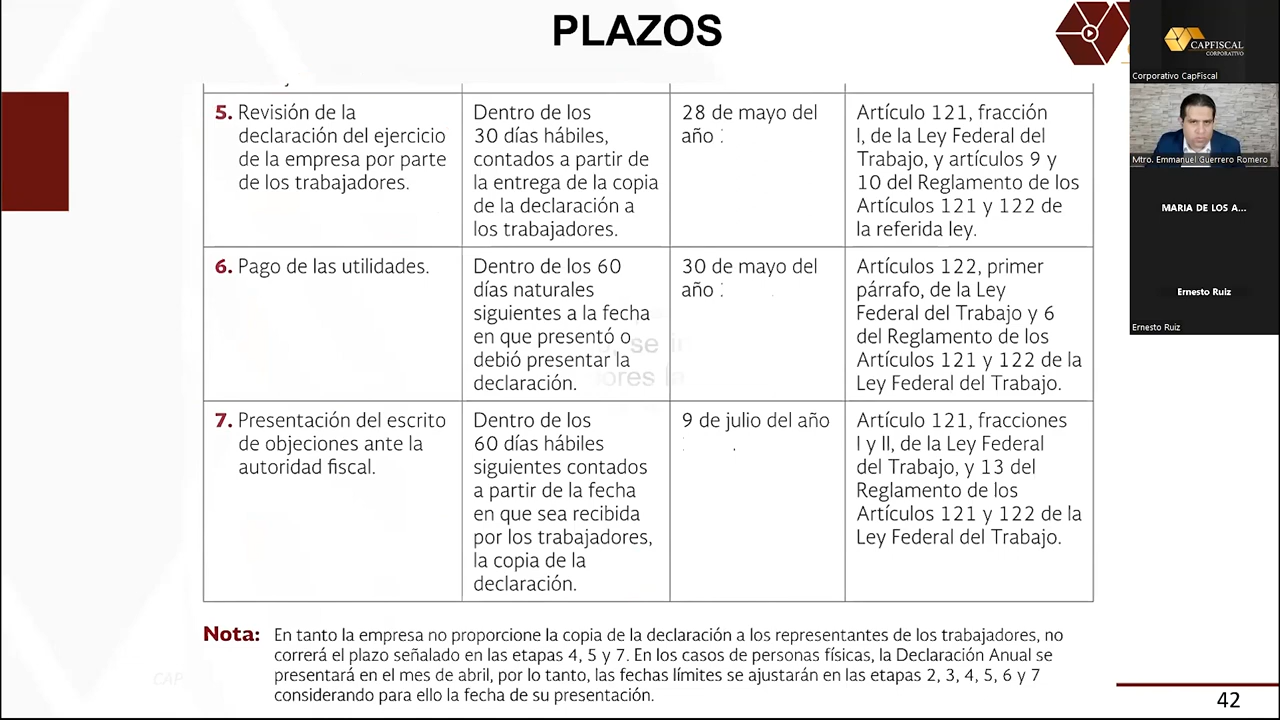 PLAZOS
5. Revisión de la
declaración del ejercicio
de la empresa por parte
de los trabajadores.
Dentro de los
30 días hábiles,
contados a partir de
la entrega de la copia
de la declaración a
los trabajadores.
28 de mayo del
año
Artículo 121, fracción
I, de la Ley Federal del
Trabajo, y artículos 9 y
10 del Reglamento de los
Artículos 121 y 122 de
la referida ley.
6. Pago de las utilidades.
Dentro de los 60
días naturales
siguientes a la fecha
en que presentó o
debió presentar la
declaración.
30 de mayo del
año
Artículos 122, primer
párrafo, de la Ley
Federal del Trabajo y 6
del Reglamento de los
Artículos 121 y 122 de la
Ley Federal del Trabajo.
7. Presentación del escrito
de objeciones ante la
autoridad fiscal.
Dentro de los
60 días hábiles
siguientes contados
a partir de la fecha
en que sea recibida
por los trabajadores,
la copia de la
declaración.
9 de julio del año
Artículo 121, fracciones
I y II, de la Ley Federal
del Trabajo, y 13 del
Reglamento de los
Artículos 121 y 122 de la
Ley Federal del Trabajo.
Nota: En tanto la empresa no proporcione la copia de la declaración a los representantes de los trabajadores, no
correrá el plazo señalado en las etapas 4, 5 y 7. En los casos de personas físicas, la Declaración Anual se
presentará en el mes de abril, por lo tanto, las fechas límites se ajustarán en las etapas 2, 3, 4, 5, 6 y 7
considerando para ello la fecha de su presentación.
42
CAPFISCAL
CORPORATIVO
Corporativo CapFiscal
Mtro. Emmanuel Guerrero Romero
MARIA DE LOS A...
Ernesto Ruiz
Ernesto Ruiz